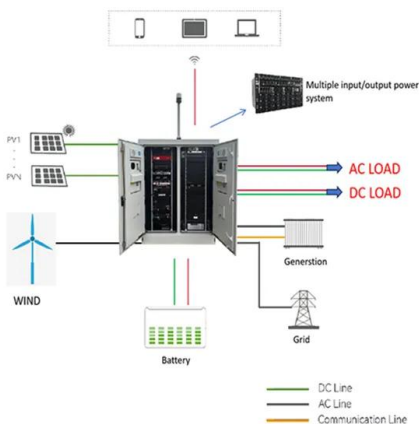 Multiple input/output power
system
PV1
PVN
AC LOAD
DC LOAD
WIND
Generstion
Grid
Battery
DC Line
AC Line
Communication Line